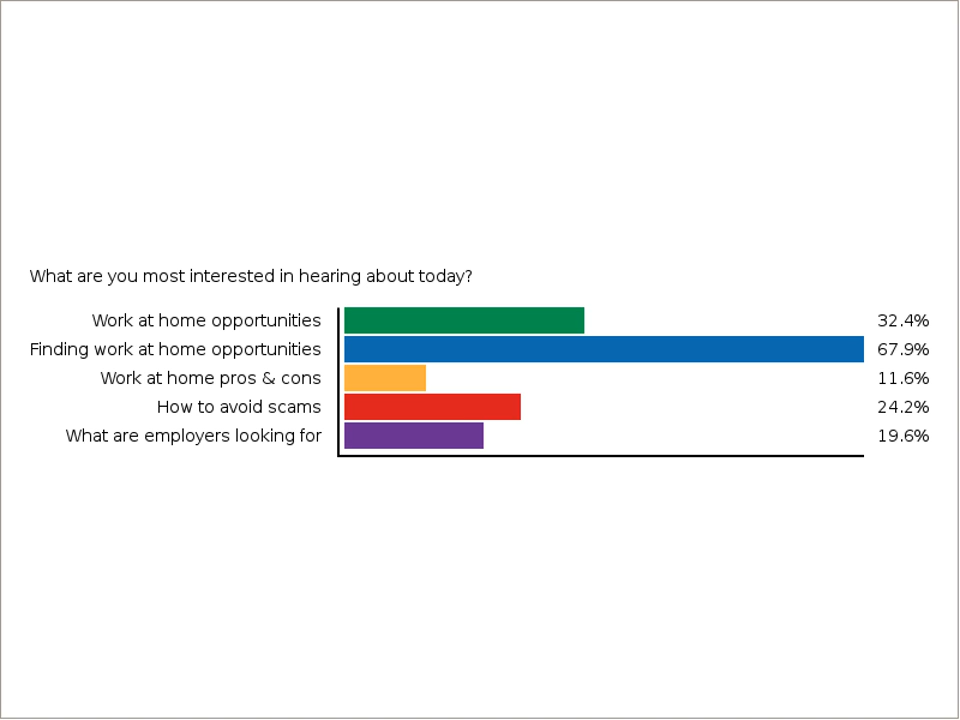 What are you most interested in hearing about today?
Work at home opportunities 32.4%
Finding work at home opportunities 67.9%
Work at home pros & cons 11.6%
How to avoid scams 24.2%
What are employers looking for 19.6%